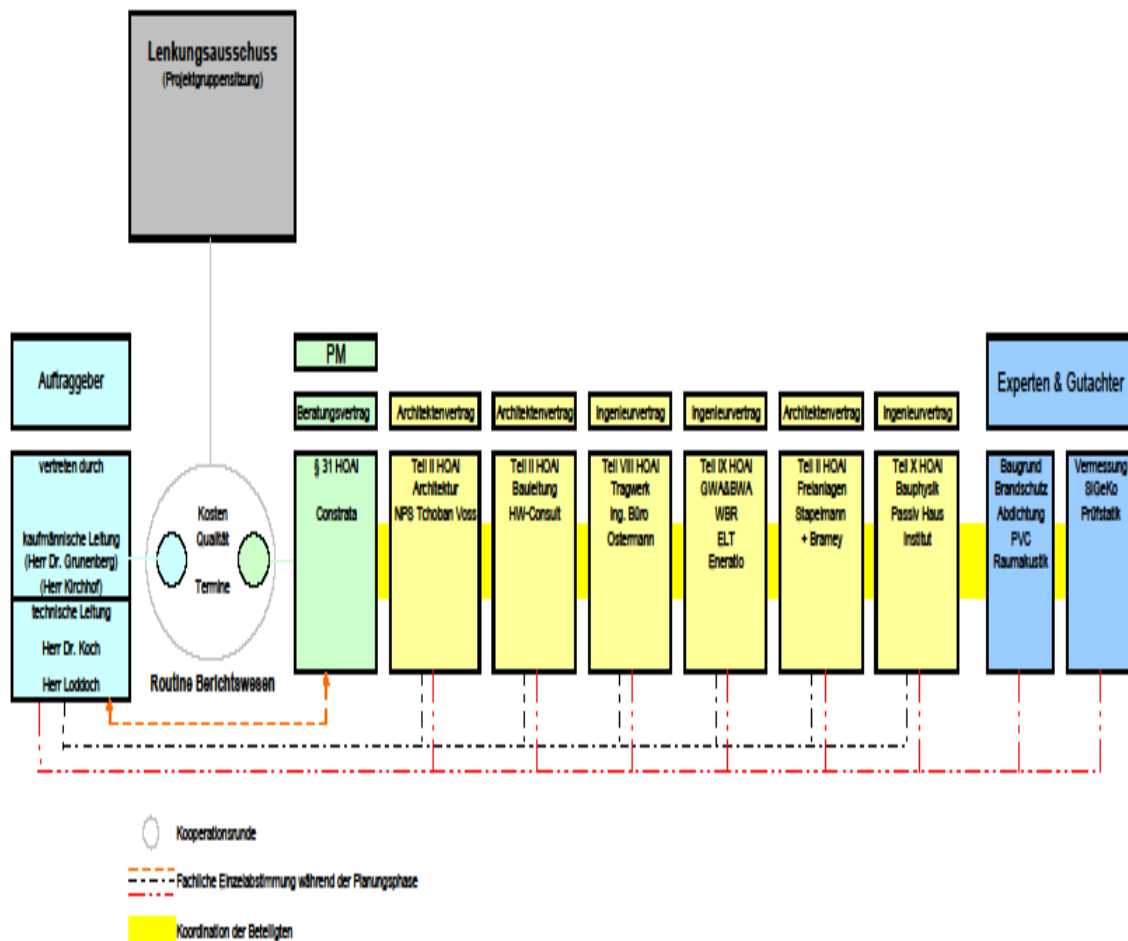 Lenkungsausschuss
(Projektgruppensitzung)
Auftraggeber
vertreten durch
kaufmännische Leitung
(Herr Dr. Grunenberg)
(Herr Kirchhof)
technische Leitung
Herr Dr. Koch
Herr Loddoch
Kosten
Qualität
Termine
Routine Berichtswesen
PM
Beratungsvertrag
§ 31 HOAI
Constrata
Architektenvertrag
Teil II HOAI
Architektur
NPS Tchoban Voss
Architektenvertrag
Teil II HOAI
Bauleitung
HW-Consult
Ingenieurvertrag
Teil VIII HOAI
Tragwerk
Ing. Büro
Ostermann
Ingenieurvertrag
Teil IX HOAI
GWA&BWA
WBR
ELT
Eneratio
Architektenvertrag
Teil II HOAI
Freianlagen
Stapelmann
+ Bramey
Ingenieurvertrag
Teil X HOAI
Bauphysik
Passiv Haus
Institut
Experten & Gutachter
Baugrund
Brandschutz
Abdichtung
PVC
Raumakustik
Vermessung
SiGeKo
Prüfstatik
Kooperationsrunde
Fachliche Einzelabstimmung während der Planungsphase
Koordination der Beteiligten